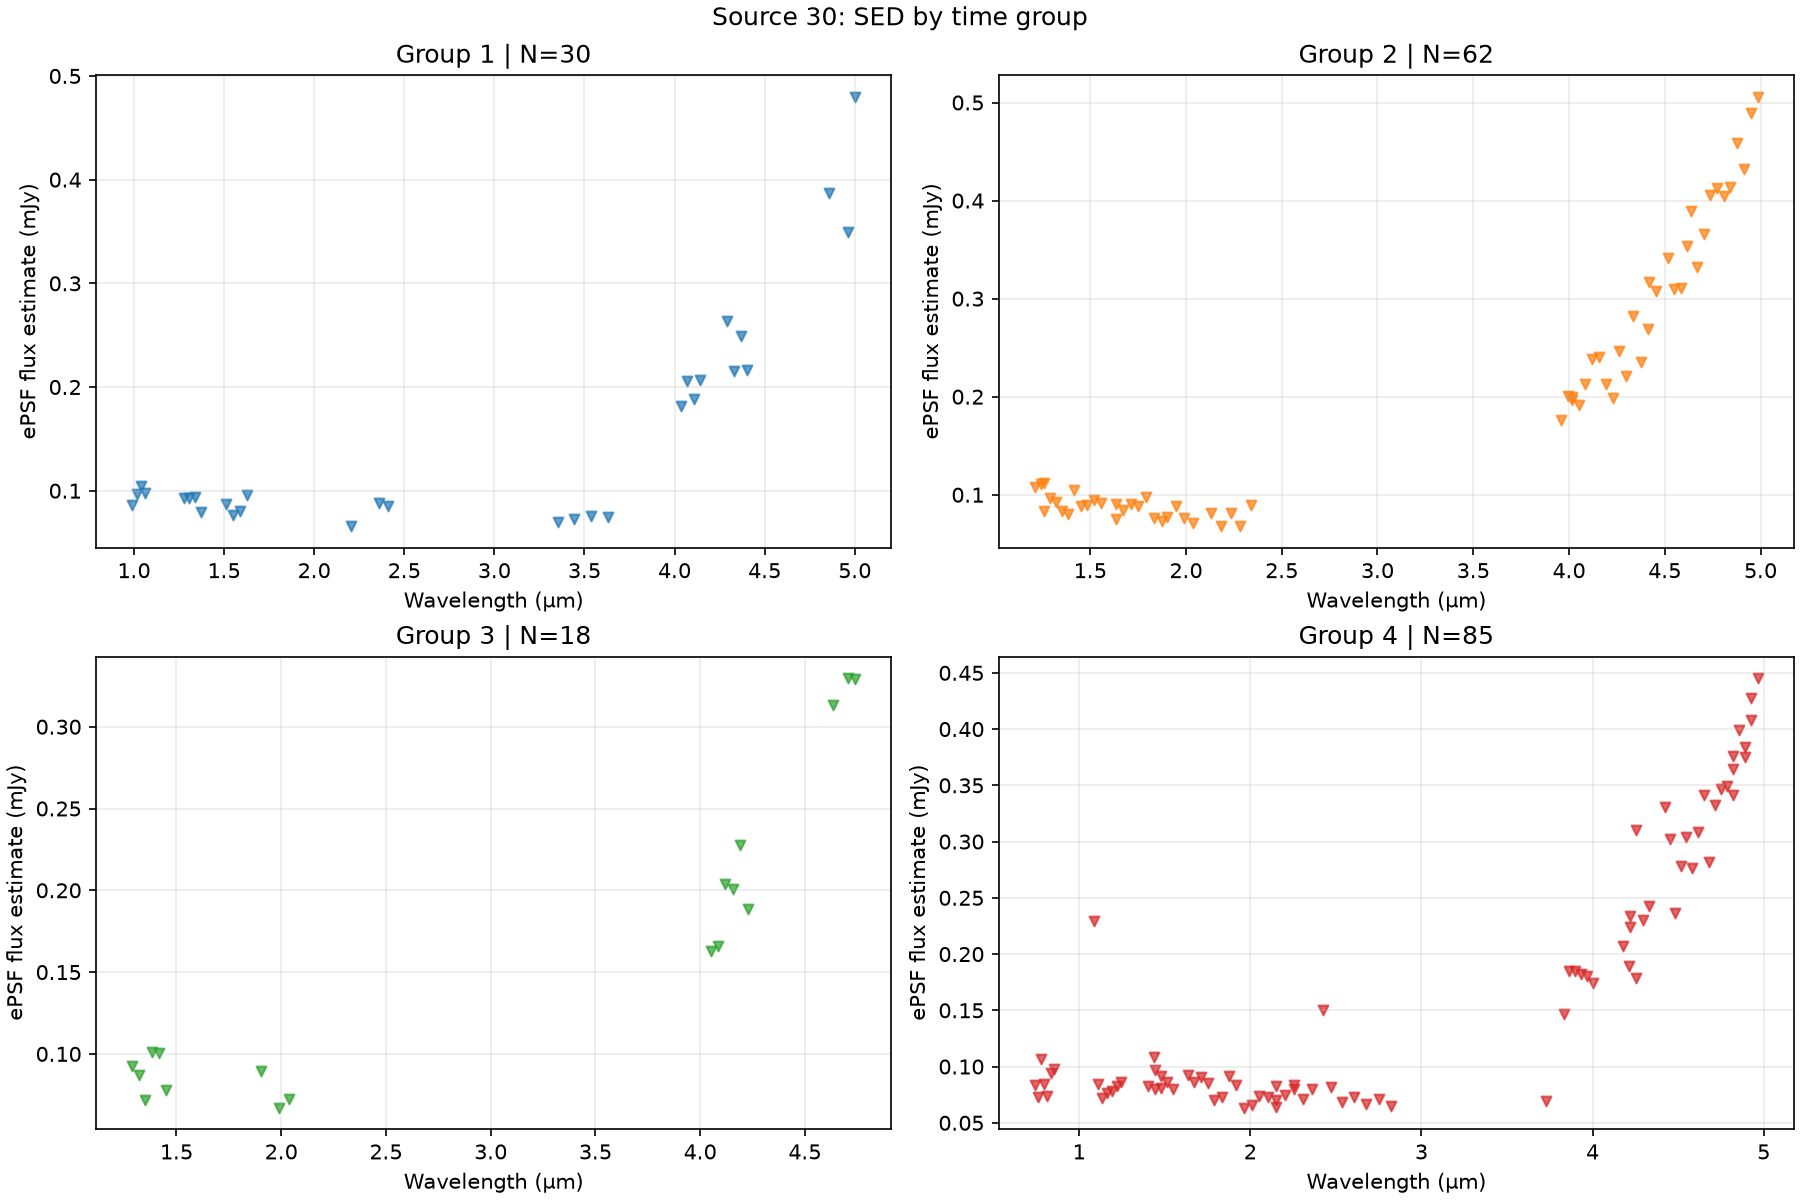 Source 30: SED by time group
Group 1 | N=30
0.5
0.4
0.3
0.2
0.1
ePSF flux estimate (mJy)
1.0 1.5 2.0 2.5 3.0 3.5 4.0 4.5 5.0
Wavelength (µm)
Group 2 | N=62
0.5
0.4
0.3
0.2
0.1
ePSF flux estimate (mJy)
1.5 2.0 2.5 3.0 3.5 4.0 4.5 5.0
Wavelength (µm)
Group 3 | N=18
0.30
0.25
0.20
0.15
0.10
ePSF flux estimate (mJy)
1.5 2.0 2.5 3.0 3.5 4.0 4.5
Wavelength (µm)
Group 4 | N=85
0.45
0.40
0.35
0.30
0.25
0.20
0.15
0.10
0.05
ePSF flux estimate (mJy)
1 2 3 4 5
Wavelength (µm)